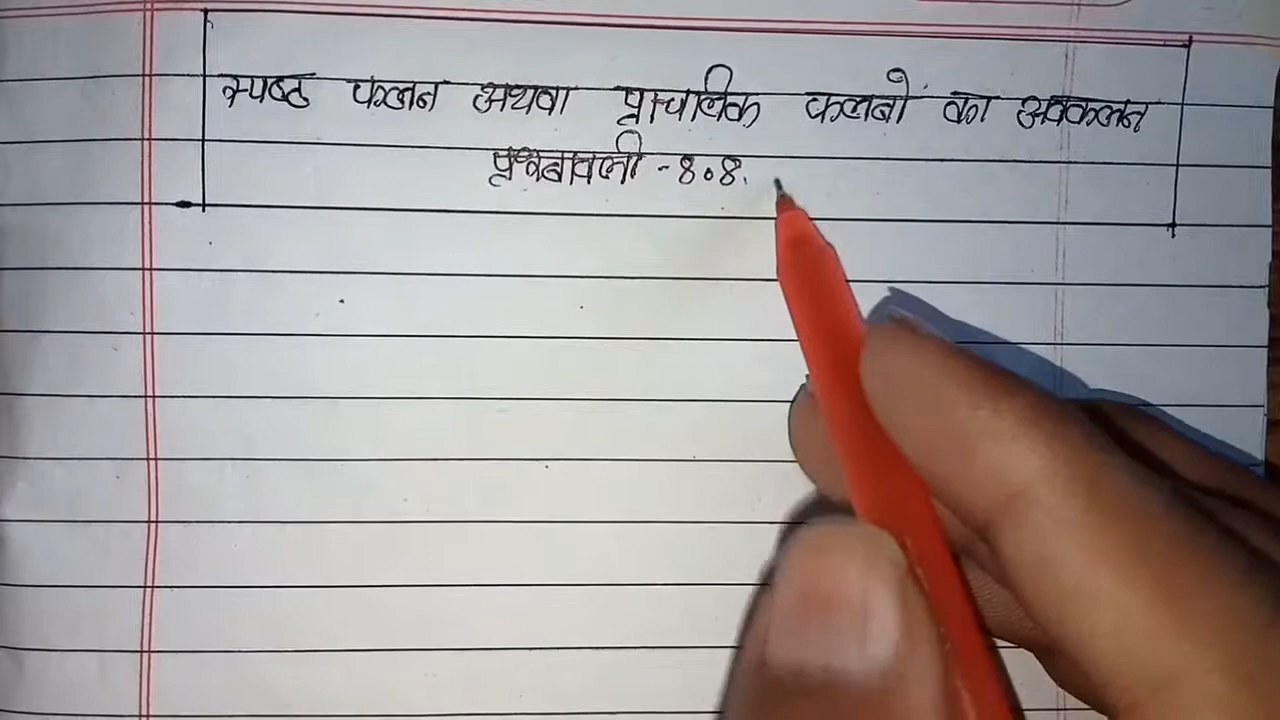 स्पष्ट फलन अथवा प्राचलिक फलनों का अवकलन
प्रश्नावली - 8.8.